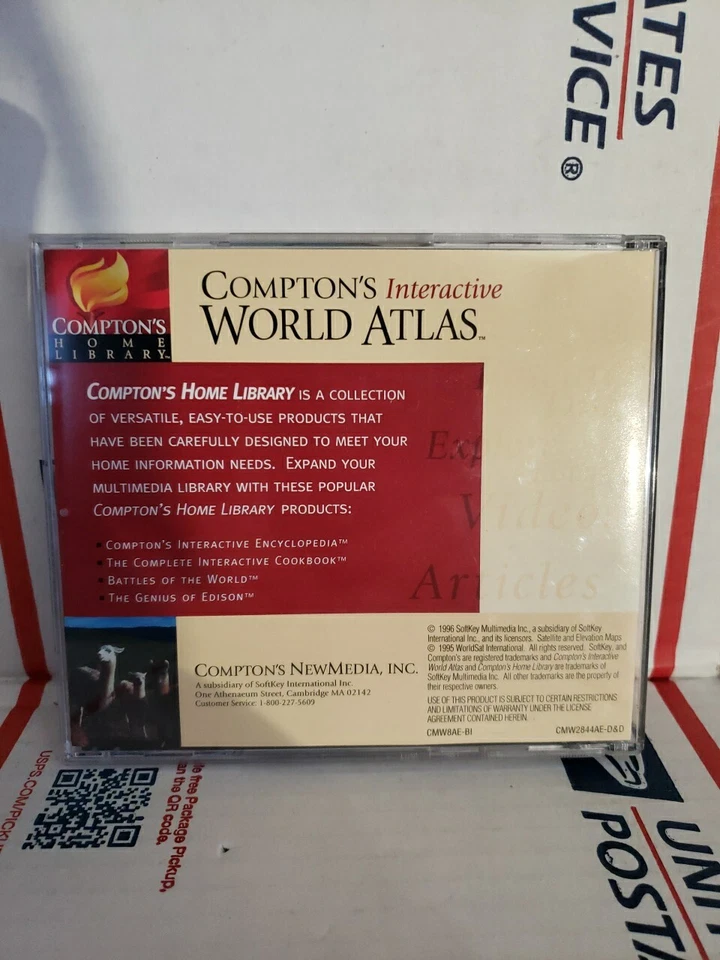 ATES
VICE®
COMPTON'S
HOME
LIBRARY™
COMPTON'S Interactive
WORLD ATLAS™
COMPTON'S HOME LIBRARY IS A COLLECTION
OF VERSATILE, EASY-TO-USE PRODUCTS THAT
HAVE BEEN CAREFULLY DESIGNED TO MEET YOUR
HOME INFORMATION NEEDS. EXPAND YOUR
MULTIMEDIA LIBRARY WITH THESE POPULAR
COMPTON'S HOME LIBRARY PRODUCTS:
▪ COMPTON'S INTERACTIVE ENCYCLOPEDIA™
▪ THE COMPLETE INTERACTIVE COOKBOOK™
▪ BATTLES OF THE WORLD™
▪ THE GENIUS OF EDISON™
Exp
Videos
Articles
COMPTON'S NEWMEDIA, INC.
A subsidiary of SoftKey International Inc.
One Athenaeum Street, Cambridge MA 02142
Customer Service: 1-800-227-5609
© 1996 SoftKey Multimedia Inc., a subsidiary of SoftKey
International Inc., and its licensors. Satellite and Elevation Maps
© 1995 WorldSat International. All rights reserved. SoftKey, and
Compton's are registered trademarks and Compton's Interactive
World Atlas and Compton's Home Library are trademarks of
SoftKey Multimedia Inc. All other trademarks are the property of
their respective owners.
USE OF THIS PRODUCT IS SUBJECT TO CERTAIN RESTRICTIONS
AND LIMITATIONS OF WARRANTY UNDER THE LICENSE
AGREEMENT CONTAINED HEREIN.
CMW8AE-BI
CMW2844AE-D&D
free Package Pickup,
an the QR code.
USPS.COM/PICKU
UNIT
POSTA